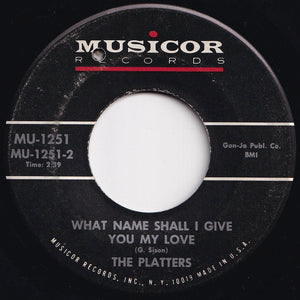 MUSICOR
RECORDS
MU-1251
MU-1251-2
Time: 2:39
Gon-Jo Publ. Co.
BMI
WHAT NAME SHALL I GIVE
YOU MY LOVE
(G. Sison)
THE PLATTERS
MUSICOR RECORDS, INC., N.Y., N.Y. 10019 MADE IN U.S.A.